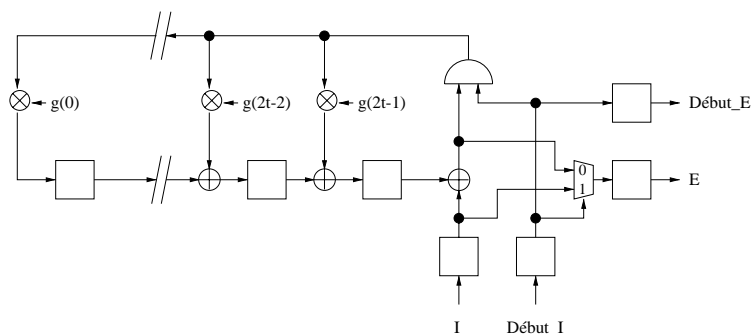 g(0)
g(2t-2)
g(2t-1)
Début_E
0
1
E
I
Début_I